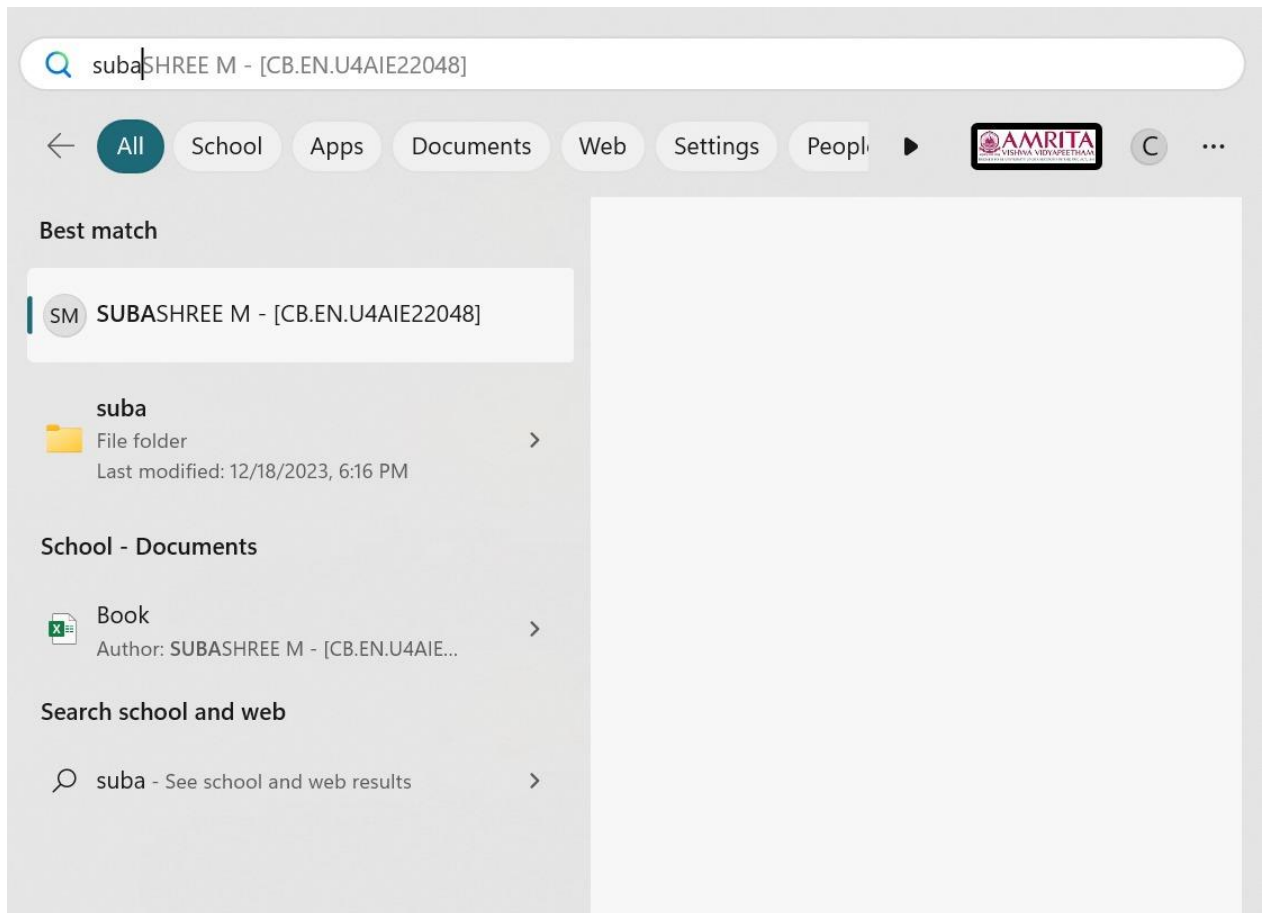 subaSHREE M - [CB.EN.U4AIE22048]
All School Apps Documents Web Settings Peopl AMRITA VISHWA VIDYAPEETHAM C ...
Best match
SM SUBASHREE M - [CB.EN.U4AIE22048]
suba
File folder
Last modified: 12/18/2023, 6:16 PM
School - Documents
Book
Author: SUBASHREE M - [CB.EN.U4AIE...
Search school and web
suba - See school and web results